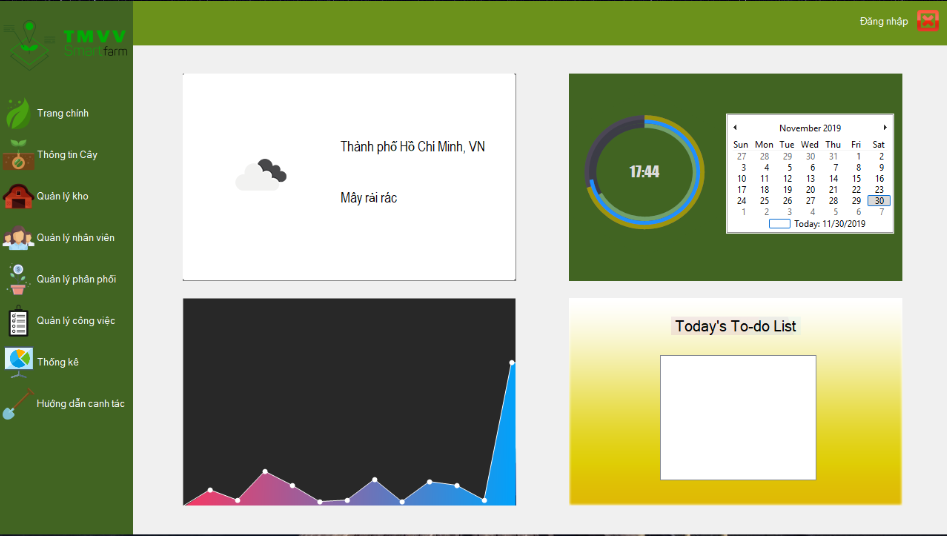 TMVV
Smartfarm
Đăng nhập
Trang chính
Thông tin Cây
Quản lý kho
Quản lý nhân viên
Quản lý phân phối
Quản lý công việc
Thống kê
Hướng dẫn canh tác
Thành phố Hồ Chí Minh, VN
Mây rải rác
17:44
November 2019
Sun Mon Tue Wed Thu Fri Sat
27 28 29 30 31 1 2
3 4 5 6 7 8 9
10 11 12 13 14 15 16
17 18 19 20 21 22 23
24 25 26 27 28 29 30
1 2 3 4 5 6 7
Today: 11/30/2019
Today's To-do List